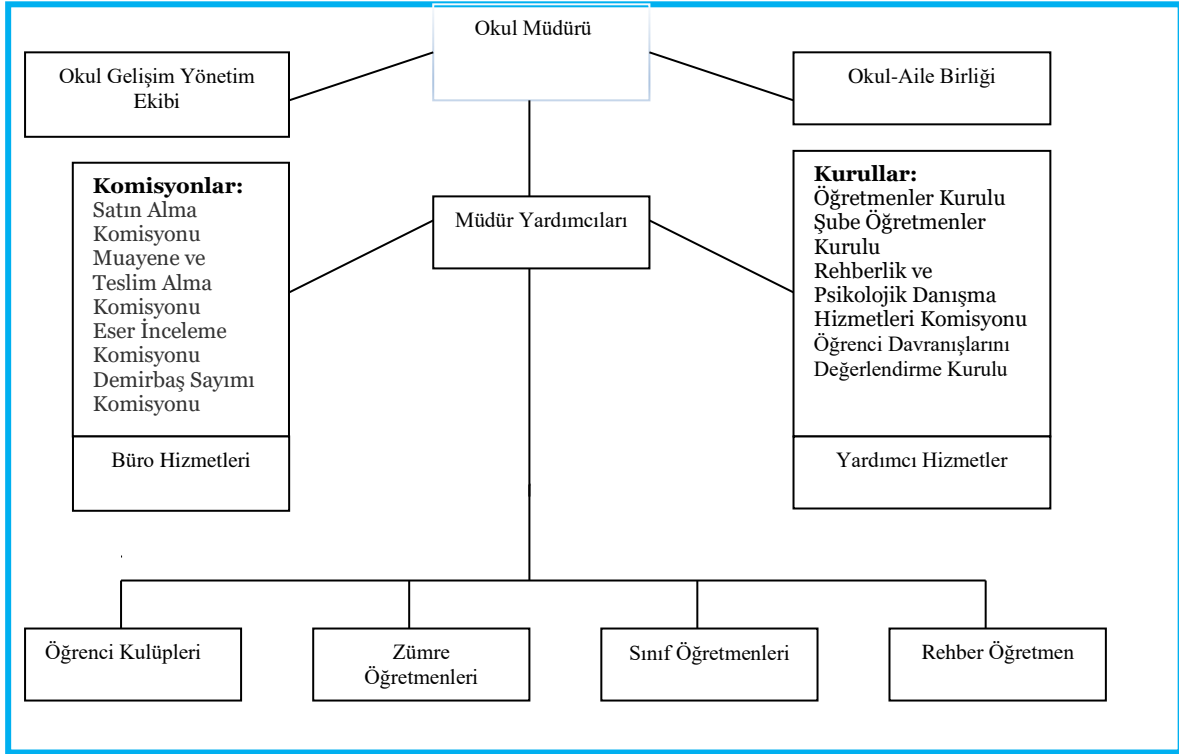 Okul Müdürü
Okul Gelişim Yönetim
Ekibi
Okul-Aile Birliği
Komisyonlar:
Satın Alma
Komisyonu
Muayene ve
Teslim Alma
Komisyonu
Eser İnceleme
Komisyonu
Demirbaş Sayımı
Komisyonu
Müdür Yardımcıları
Kurullar:
Öğretmenler Kurulu
Şube Öğretmenler
Kurulu
Rehberlik ve
Psikolojik Danışma
Hizmetleri Komisyonu
Öğrenci Davranışlarını
Değerlendirme Kurulu
Büro Hizmetleri
Yardımcı Hizmetler
Öğrenci Kulüpleri
Zümre
Öğretmenleri
Sınıf Öğretmenleri
Rehber Öğretmen